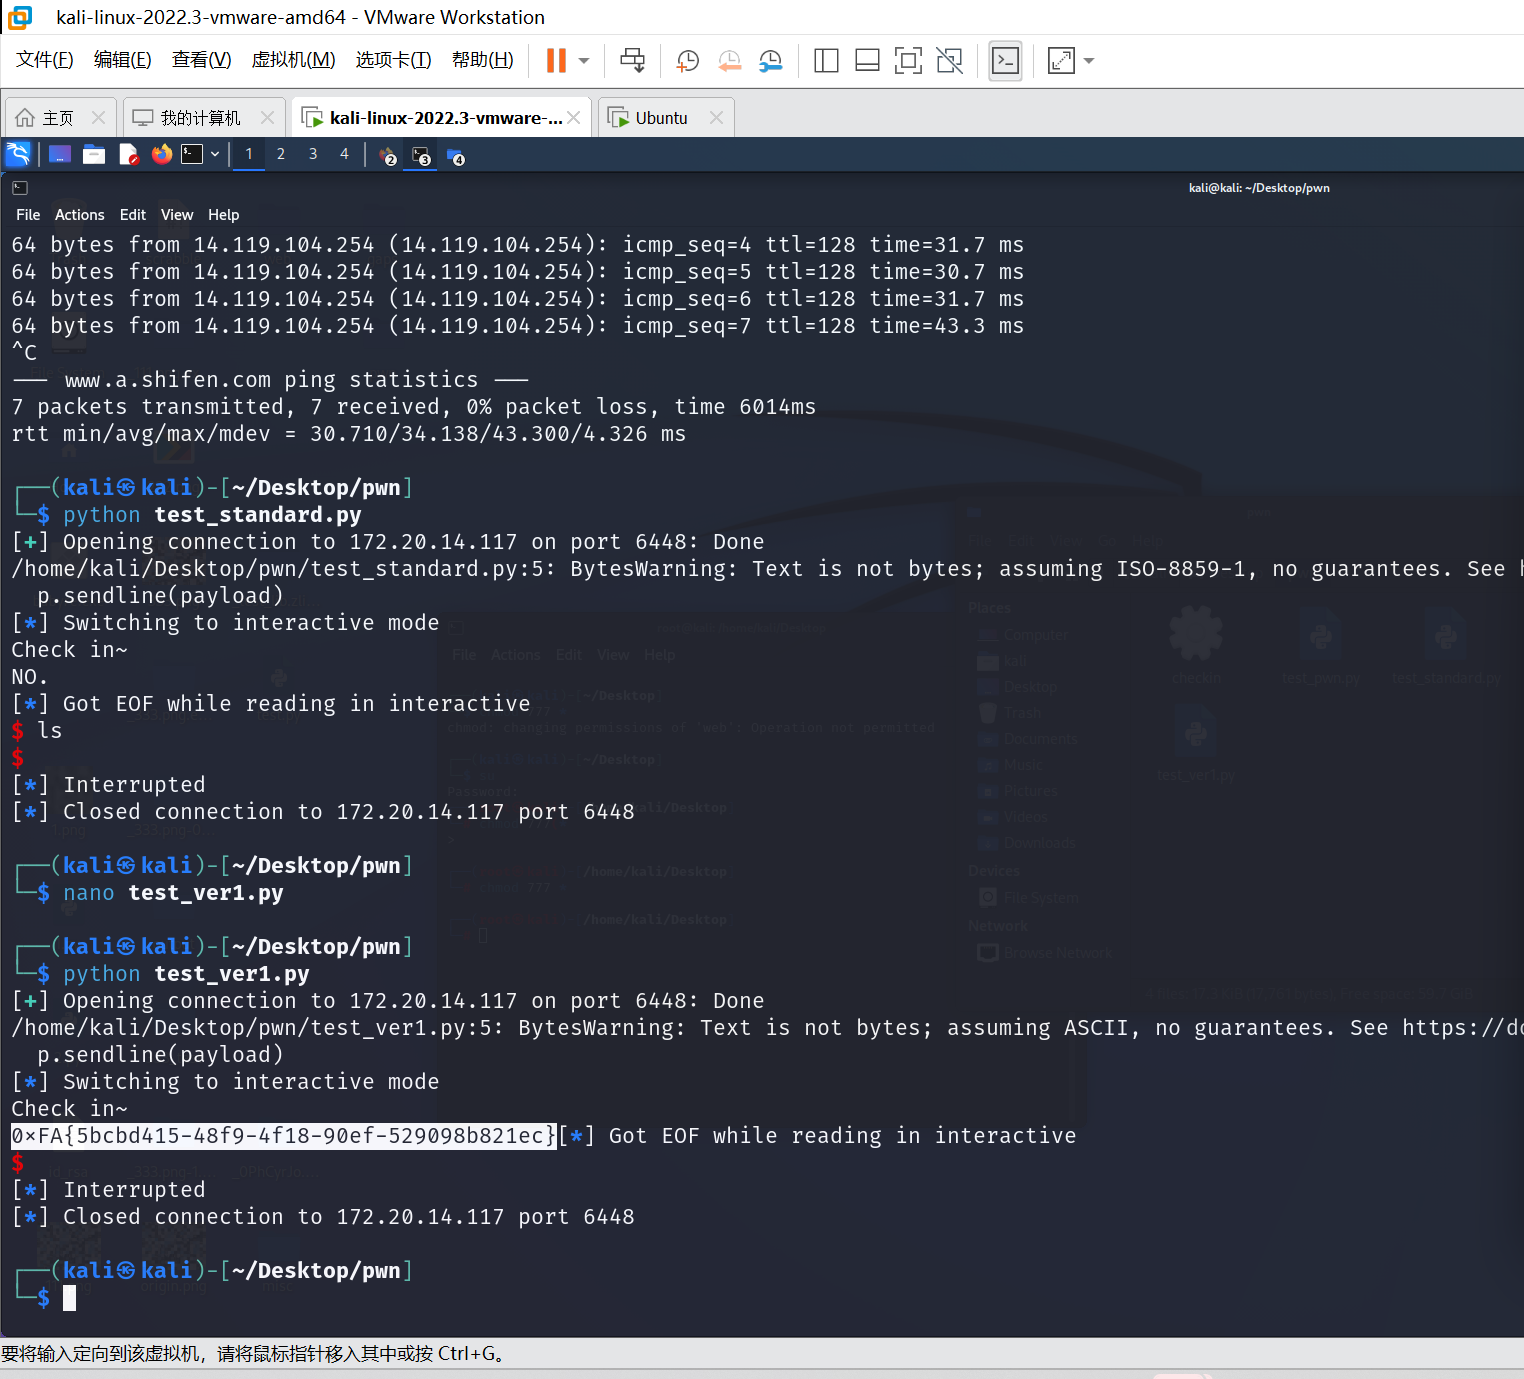 kali-linux-2022.3-vmware-amd64 - VMware Workstation
文件(F) 编辑(E) 查看(V) 虚拟机(M) 选项卡(T) 帮助(H)
主页 我的计算机 kali-linux-2022.3-vmware-... Ubuntu
1 2 3 4 2 3 4
kali@kali: ~/Desktop/pwn
File Actions Edit View Help
64 bytes from 14.119.104.254 (14.119.104.254): icmp_seq=4 ttl=128 time=31.7 ms
64 bytes from 14.119.104.254 (14.119.104.254): icmp_seq=5 ttl=128 time=30.7 ms
64 bytes from 14.119.104.254 (14.119.104.254): icmp_seq=6 ttl=128 time=31.7 ms
64 bytes from 14.119.104.254 (14.119.104.254): icmp_seq=7 ttl=128 time=43.3 ms
^C
--- www.a.shifen.com ping statistics ---
7 packets transmitted, 7 received, 0% packet loss, time 6014ms
rtt min/avg/max/mdev = 30.710/34.138/43.300/4.326 ms
┌──(kali㉿kali)-[~/Desktop/pwn]
└─$ python test_standard.py
[+] Opening connection to 172.20.14.117 on port 6448: Done
/home/kali/Desktop/pwn/test_standard.py:5: BytesWarning: Text is not bytes; assuming ISO-8859-1, no guarantees. See
p.sendline(payload)
[*] Switching to interactive mode
Check in~
NO.
[*] Got EOF while reading in interactive
$ ls
$
[*] Interrupted
[*] Closed connection to 172.20.14.117 port 6448
┌──(kali㉿kali)-[~/Desktop/pwn]
└─$ nano test_ver1.py
┌──(kali㉿kali)-[~/Desktop/pwn]
└─$ python test_ver1.py
[+] Opening connection to 172.20.14.117 on port 6448: Done
/home/kali/Desktop/pwn/test_ver1.py:5: BytesWarning: Text is not bytes; assuming ASCII, no guarantees. See https://do
p.sendline(payload)
[*] Switching to interactive mode
Check in~
0xFA{5bcbd415-48f9-4f18-90ef-529098b821ec}[*] Got EOF while reading in interactive
$
[*] Interrupted
[*] Closed connection to 172.20.14.117 port 6448
┌──(kali㉿kali)-[~/Desktop/pwn]
└─$
要将输入定向到该虚拟机，请将鼠标指针移入其中或按 Ctrl+G。